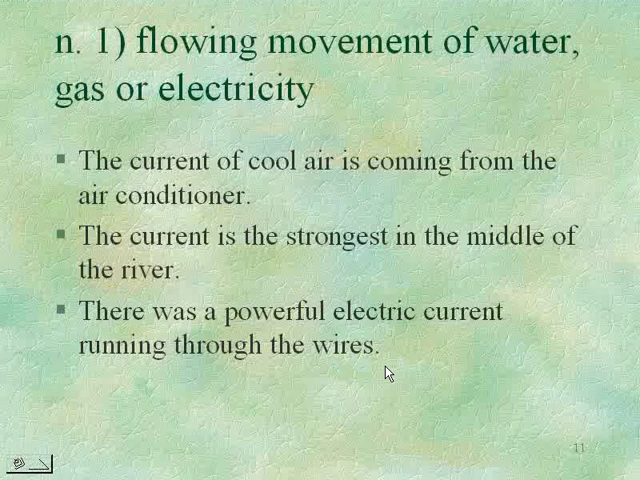 n. 1) flowing movement of water,
gas or electricity
The current of cool air is coming from the
air conditioner.
The current is the strongest in the middle of
the river.
There was a powerful electric current
running through the wires.
11